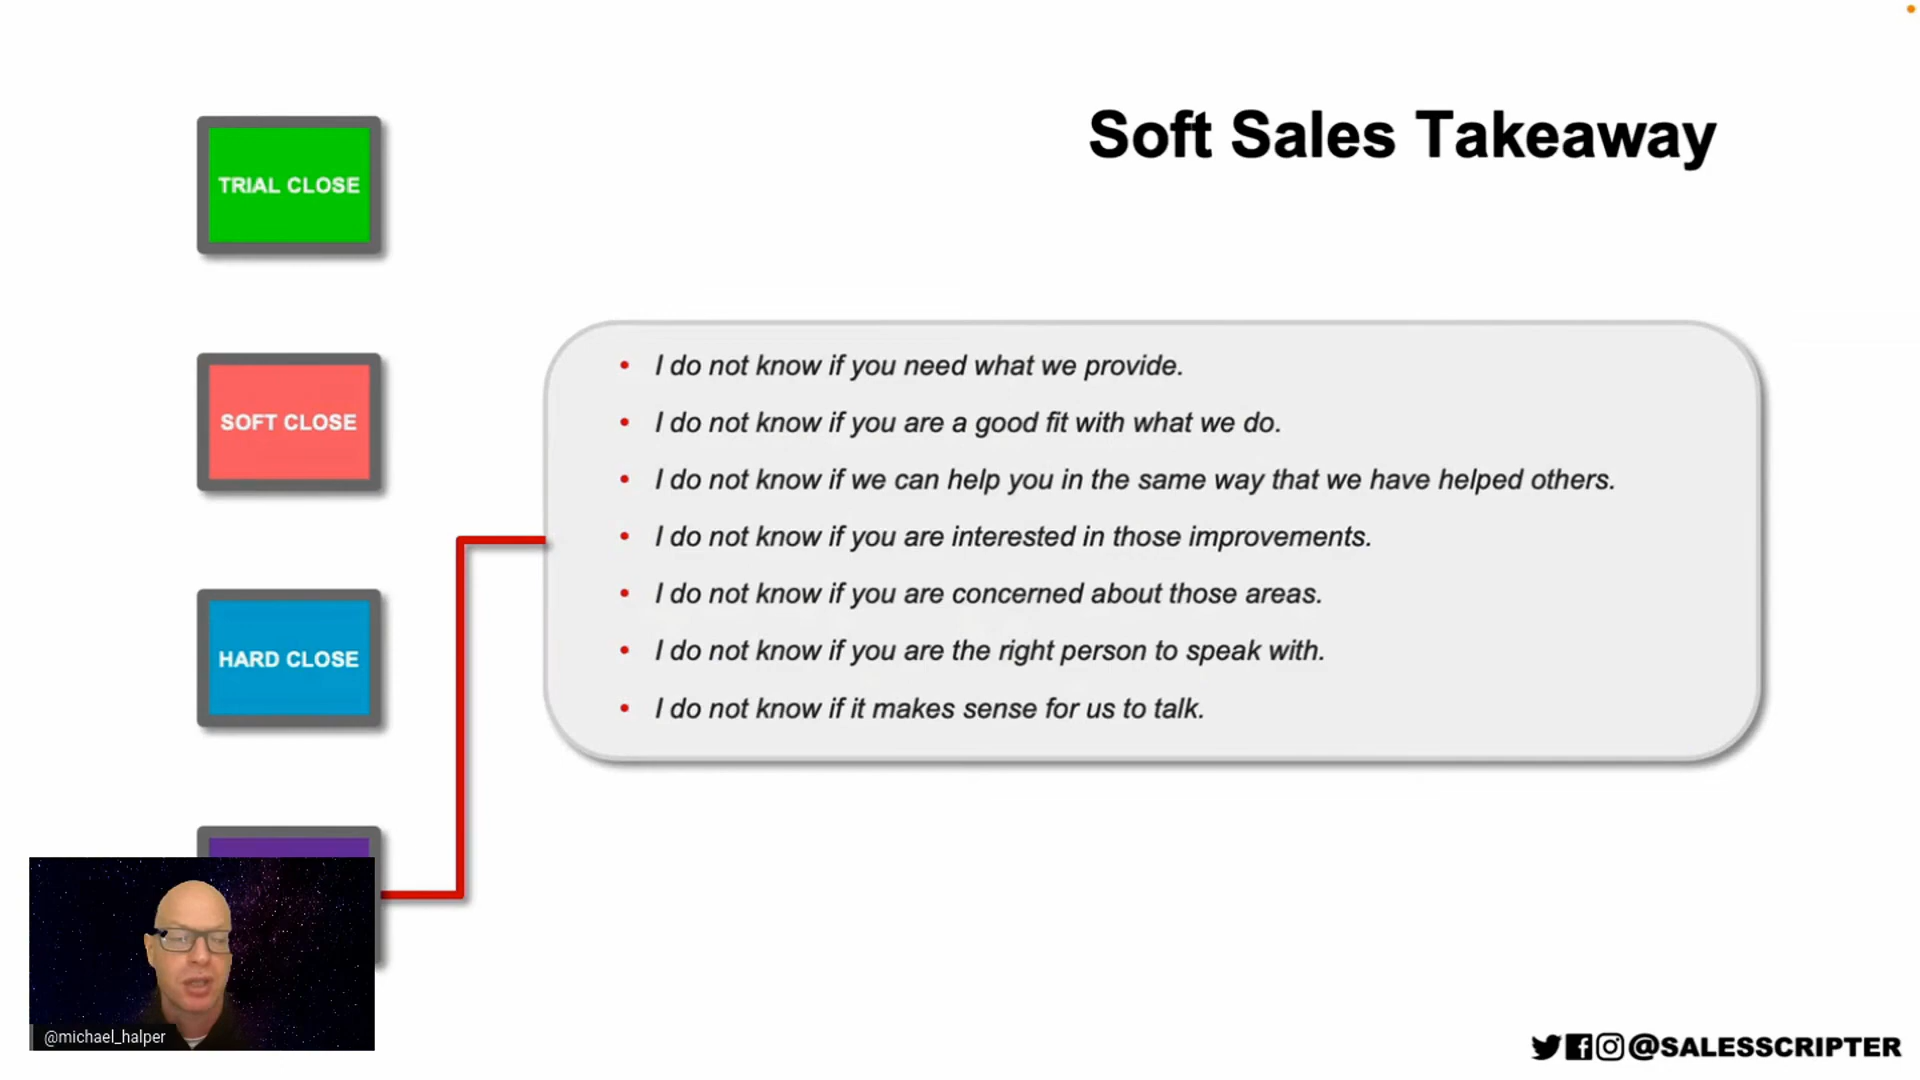 Soft Sales Takeaway
TRIAL CLOSE
SOFT CLOSE
HARD CLOSE
• I do not know if you need what we provide.
• I do not know if you are a good fit with what we do.
• I do not know if we can help you in the same way that we have helped others.
• I do not know if you are interested in those improvements.
• I do not know if you are concerned about those areas.
• I do not know if you are the right person to speak with.
• I do not know if it makes sense for us to talk.
@michael_halper
@SALESSCRIPTER